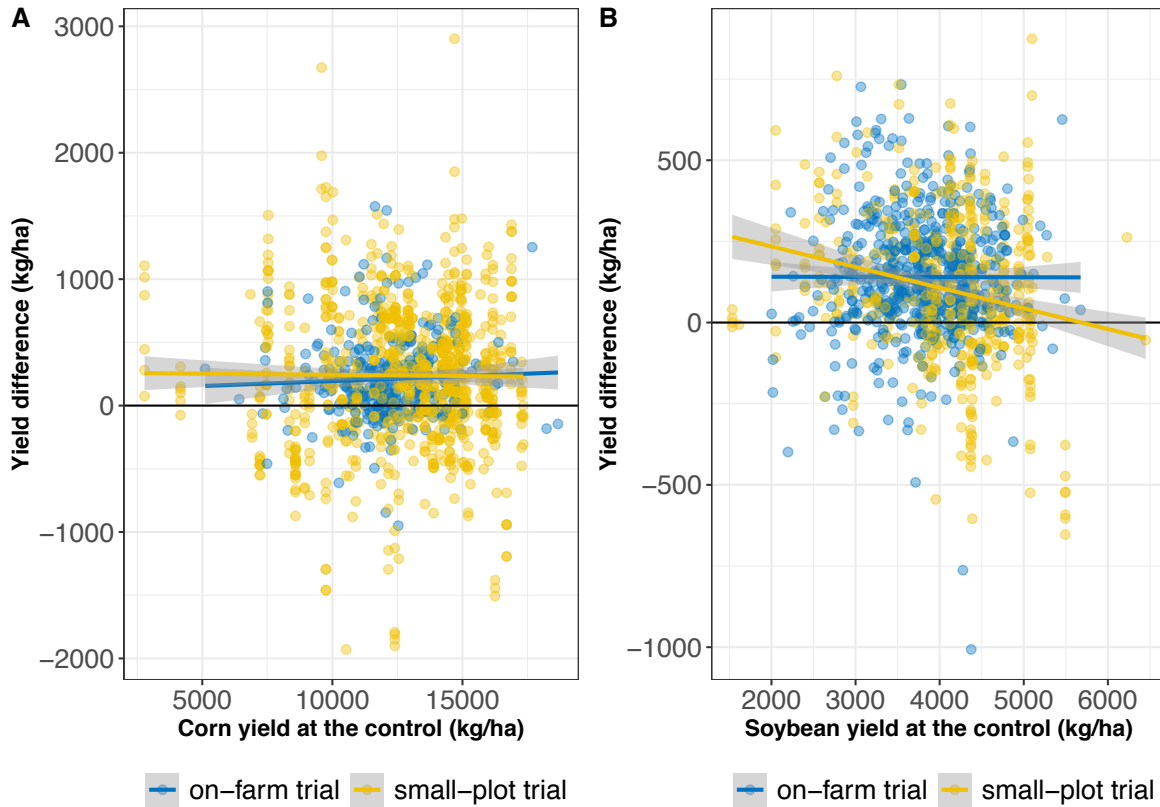 A
3000
2000
1000
0
−1000
−2000
Yield difference (kg/ha)
5000 10000 15000
Corn yield at the control (kg/ha)
on−farm trial small−plot trial
B
500
0
−500
−1000
Yield difference (kg/ha)
2000 3000 4000 5000 6000
Soybean yield at the control (kg/ha)
on−farm trial small−plot trial